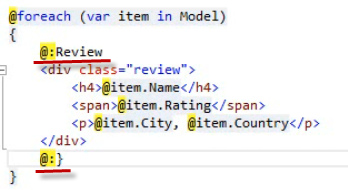 @foreach (var item in Model)
{
@:Review
<div class="review">
<h4>@item.Name</h4>
<span>@item.Rating</span>
<p>@item.City, @item.Country</p>
</div>
@:}
}